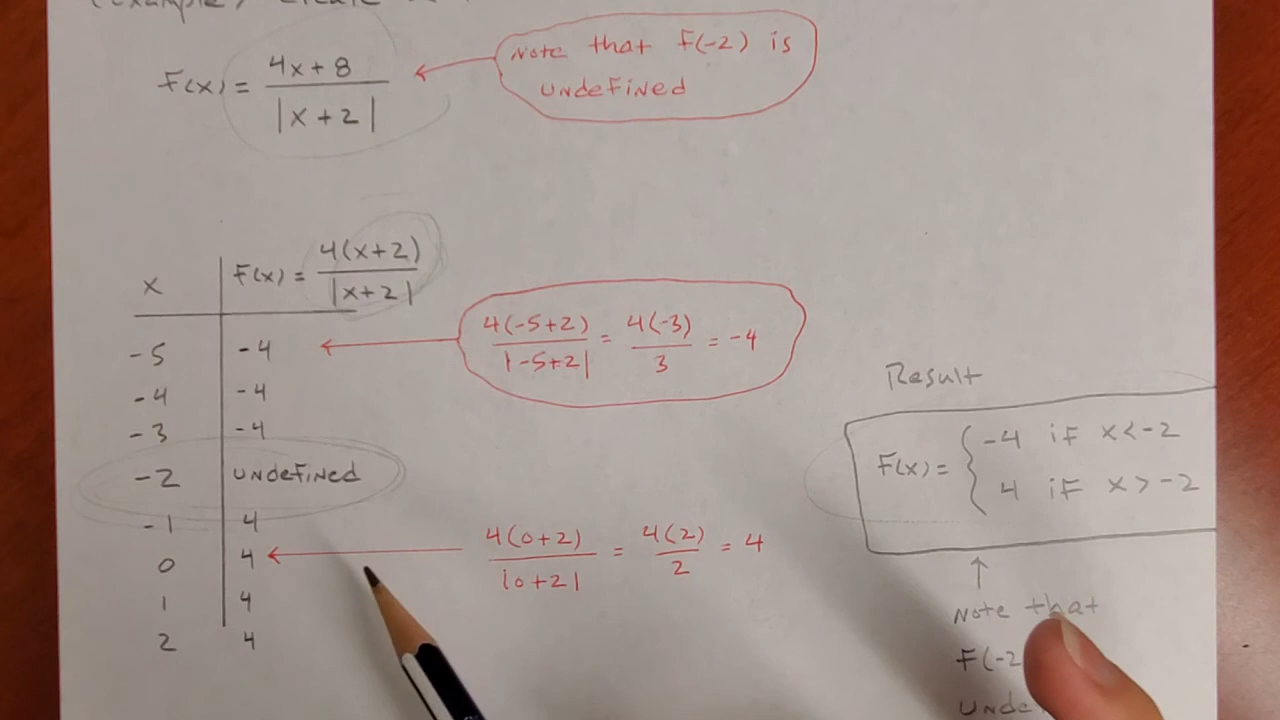 F(x) = 4x+8 / |x+2|
Note that F(-2) is
undefined
x F(x) = 4(x+2) / |x+2|
-5 -4
4(-5+2) / |-5+2| = 4(-3) / 3 = -4
-4 -4
-3 -4
-2 undefined
-1 4
0 4
4(0+2) / |0+2| = 4(2) / 2 = 4
1 4
2 4
Result
F(x) = { -4 if x<-2
4 if x>-2
Note that
F(-2